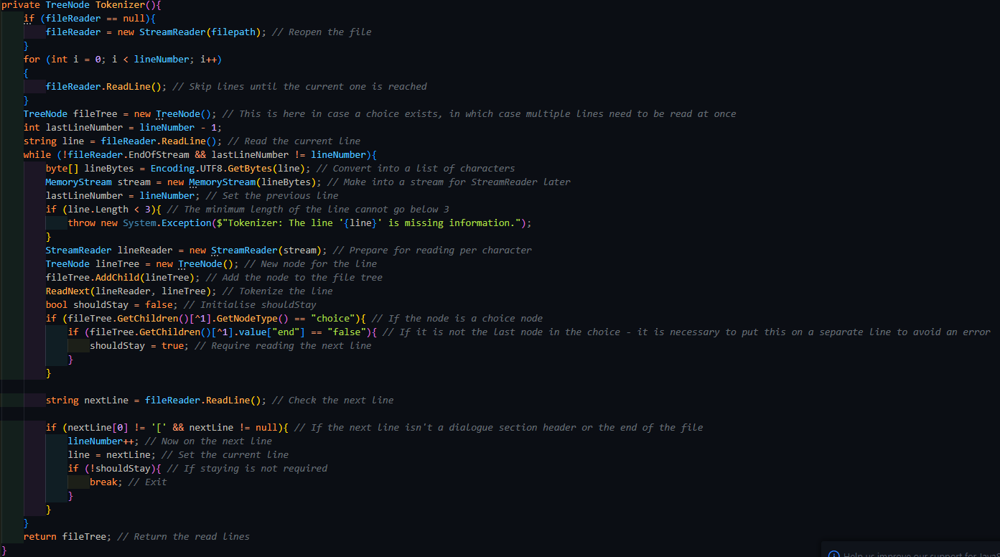 private TreeNode Tokenizer(){
if (fileReader == null){
fileReader = new StreamReader(filepath); // Reopen the file
}
for (int i = 0; i < lineNumber; i++)
{
fileReader.ReadLine(); // Skip lines until the current one is reached
}
TreeNode fileTree = new TreeNode(); // This is here in case a choice exists, in which case multiple lines need to be read at once
int lastLineNumber = lineNumber - 1;
string line = fileReader.ReadLine(); // Read the current line
while (!fileReader.EndOfStream && lastLineNumber != lineNumber){
byte[] lineBytes = Encoding.UTF8.GetBytes(line); // Convert into a list of characters
MemoryStream stream = new MemoryStream(lineBytes); // Make into a stream for StreamReader later
lastLineNumber = lineNumber; // Set the previous line
if (line.Length < 3){ // The minimum length of the line cannot go below 3
throw new System.Exception($"Tokenizer: The line '{line}' is missing information.");
}
StreamReader lineReader = new StreamReader(stream); // Prepare for reading per character
TreeNode lineTree = new TreeNode(); // New node for the line
fileTree.AddChild(lineTree); // Add the node to the file tree
ReadNext(lineReader, lineTree); // Tokenize the line
bool shouldStay = false; // Initialise shouldStay
if (fileTree.GetChildren()[^1].GetNodeType() == "choice"){ // If the node is a choice node
if (fileTree.GetChildren()[^1].value["end"] == "false"){ // If it is not the last node in the choice - it is necessary to put this on a separate line to avoid an error
shouldStay = true; // Require reading the next line
}
}
string nextLine = fileReader.ReadLine(); // Check the next line
if (nextLine[0] != '[' && nextLine != null){ // If the next line isn't a dialogue section header or the end of the file
lineNumber++; // Now on the next line
line = nextLine; // Set the current line
if (!shouldStay){ // If staying is not required
break; // Exit
}
}
}
return fileTree; // Return the read lines
}
Help us improve our support for